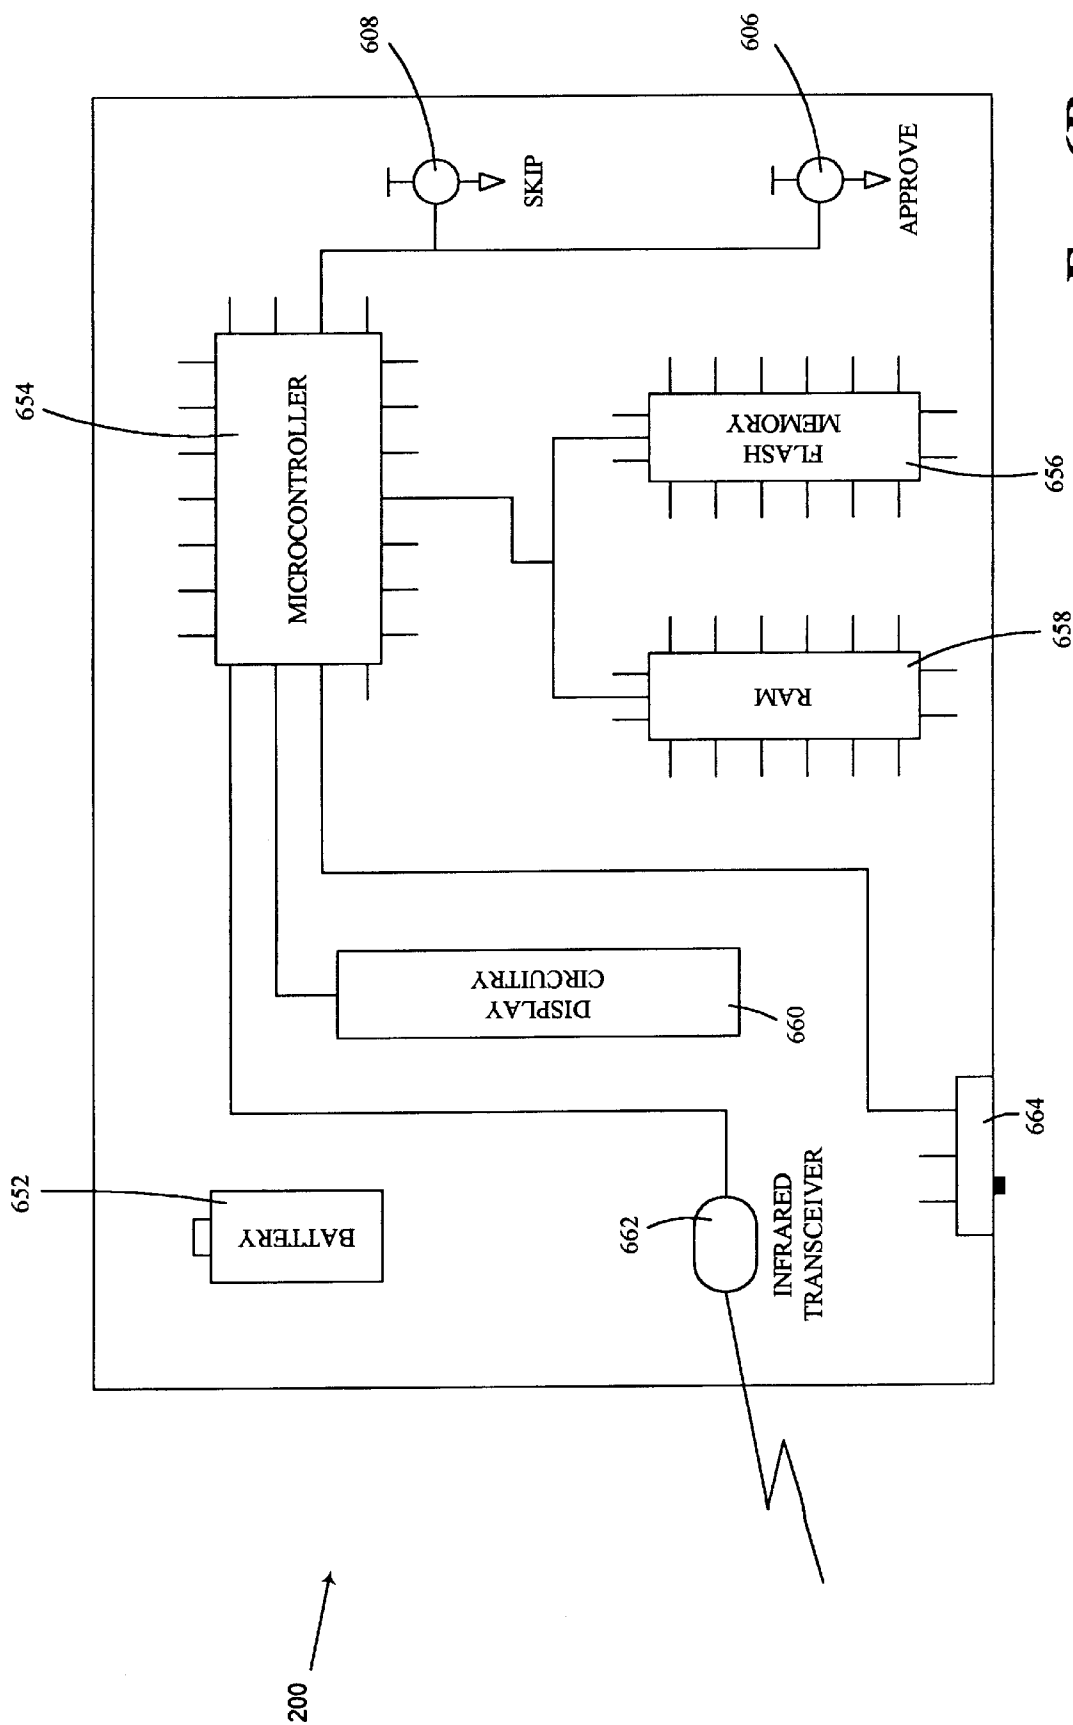 200
652
BATTERY
654
MICROCONTROLLER
608
SKIP
606
APPROVE
DISPLAY
CIRCUITRY
660
662
INFRARED
TRANSCEIVER
664
RAM
658
FLASH
MEMORY
656